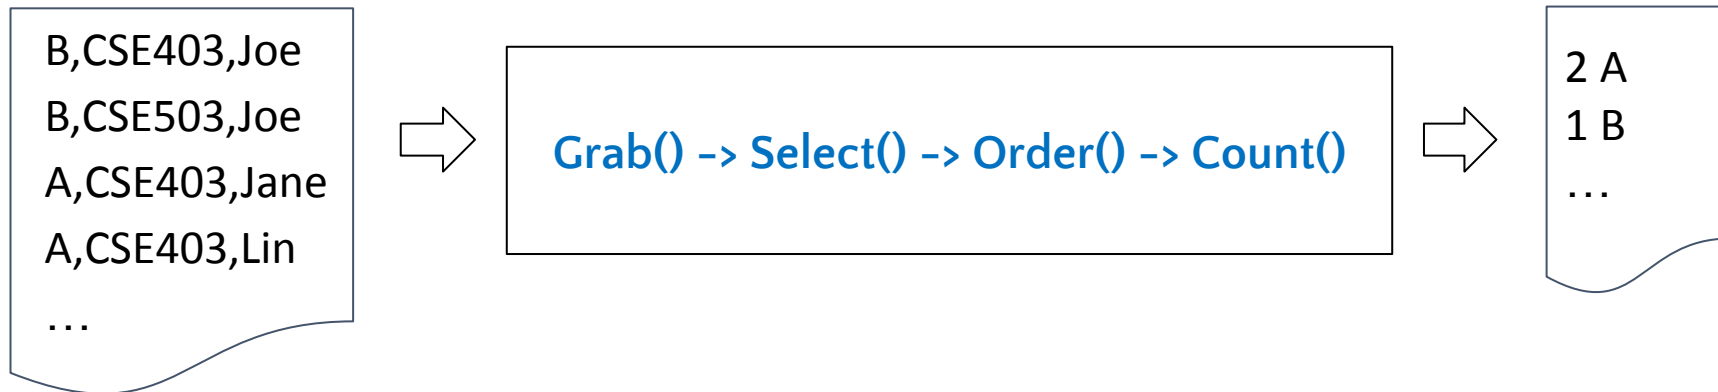 B,CSE403,Joe
B,CSE503,Joe
A,CSE403,Jane
A,CSE403,Lin
...
Grab() -> Select() -> Order() -> Count()
2 A
1 B
...